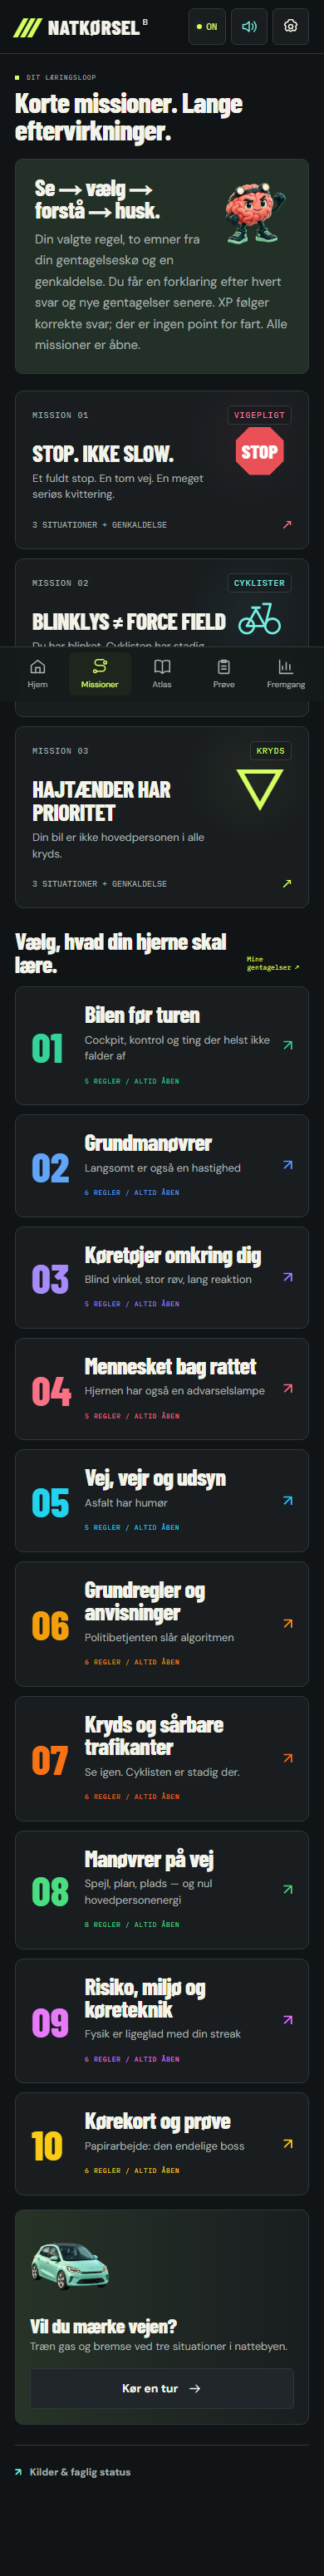 NATKØRSEL B
ON
DIT LÆRINGSLOOP
Korte missioner. Lange
eftervirkninger.
Se → vælg →
forstå → husk.
Din valgte regel, to emner fra
din gentagelseskø og en
genkaldelse. Du får en forklaring efter hvert
svar og nye gentagelser senere. XP følger
korrekte svar; der er ingen point for fart. Alle
missioner er åbne.
MISSION 01
VIGEPLIGT
STOP. IKKE SLOW.
STOP
Et fuldt stop. En tom vej. En meget
seriøs kvittering.
3 SITUATIONER + GENKALDELSE ↗
MISSION 02
CYKLISTER
BLINKLYS ≠ FORCE FIELD
Du har blinket. Cyklisten har stadig
Hjem
Missioner
Atlas
Prøve
Fremgang
MISSION 03
KRYDS
HAJTÆNDER HAR
PRIORITET
Din bil er ikke hovedpersonen i alle
kryds.
3 SITUATIONER + GENKALDELSE ↗
Vælg, hvad din hjerne skal
lære.
Mine
gentagelser ↗
01
Bilen før turen
Cockpit, kontrol og ting der helst ikke
falder af
5 REGLER / ALTID ÅBEN
02
Grundmanøvrer
Langsomt er også en hastighed
6 REGLER / ALTID ÅBEN
03
Køretøjer omkring dig
Blind vinkel, stor røv, lang reaktion
5 REGLER / ALTID ÅBEN
04
Mennesket bag rattet
Hjernen har også en advarselslampe
5 REGLER / ALTID ÅBEN
05
Vej, vejr og udsyn
Asfalt har humør
5 REGLER / ALTID ÅBEN
06
Grundregler og
anvisninger
Politibetjenten slår algoritmen
6 REGLER / ALTID ÅBEN
07
Kryds og sårbare
trafikanter
Se igen. Cyklisten er stadig der.
6 REGLER / ALTID ÅBEN
08
Manøvrer på vej
Spejl, plan, plads — og nul
hovedpersonenergi
8 REGLER / ALTID ÅBEN
09
Risiko, miljø og
køreteknik
Fysik er ligeglad med din streak
6 REGLER / ALTID ÅBEN
10
Kørekort og prøve
Papirarbejde: den endelige boss
6 REGLER / ALTID ÅBEN
Vil du mærke vejen?
Træn gas og bremse ved tre situationer i nattebyen.
Kør en tur →
Kilder & faglig status